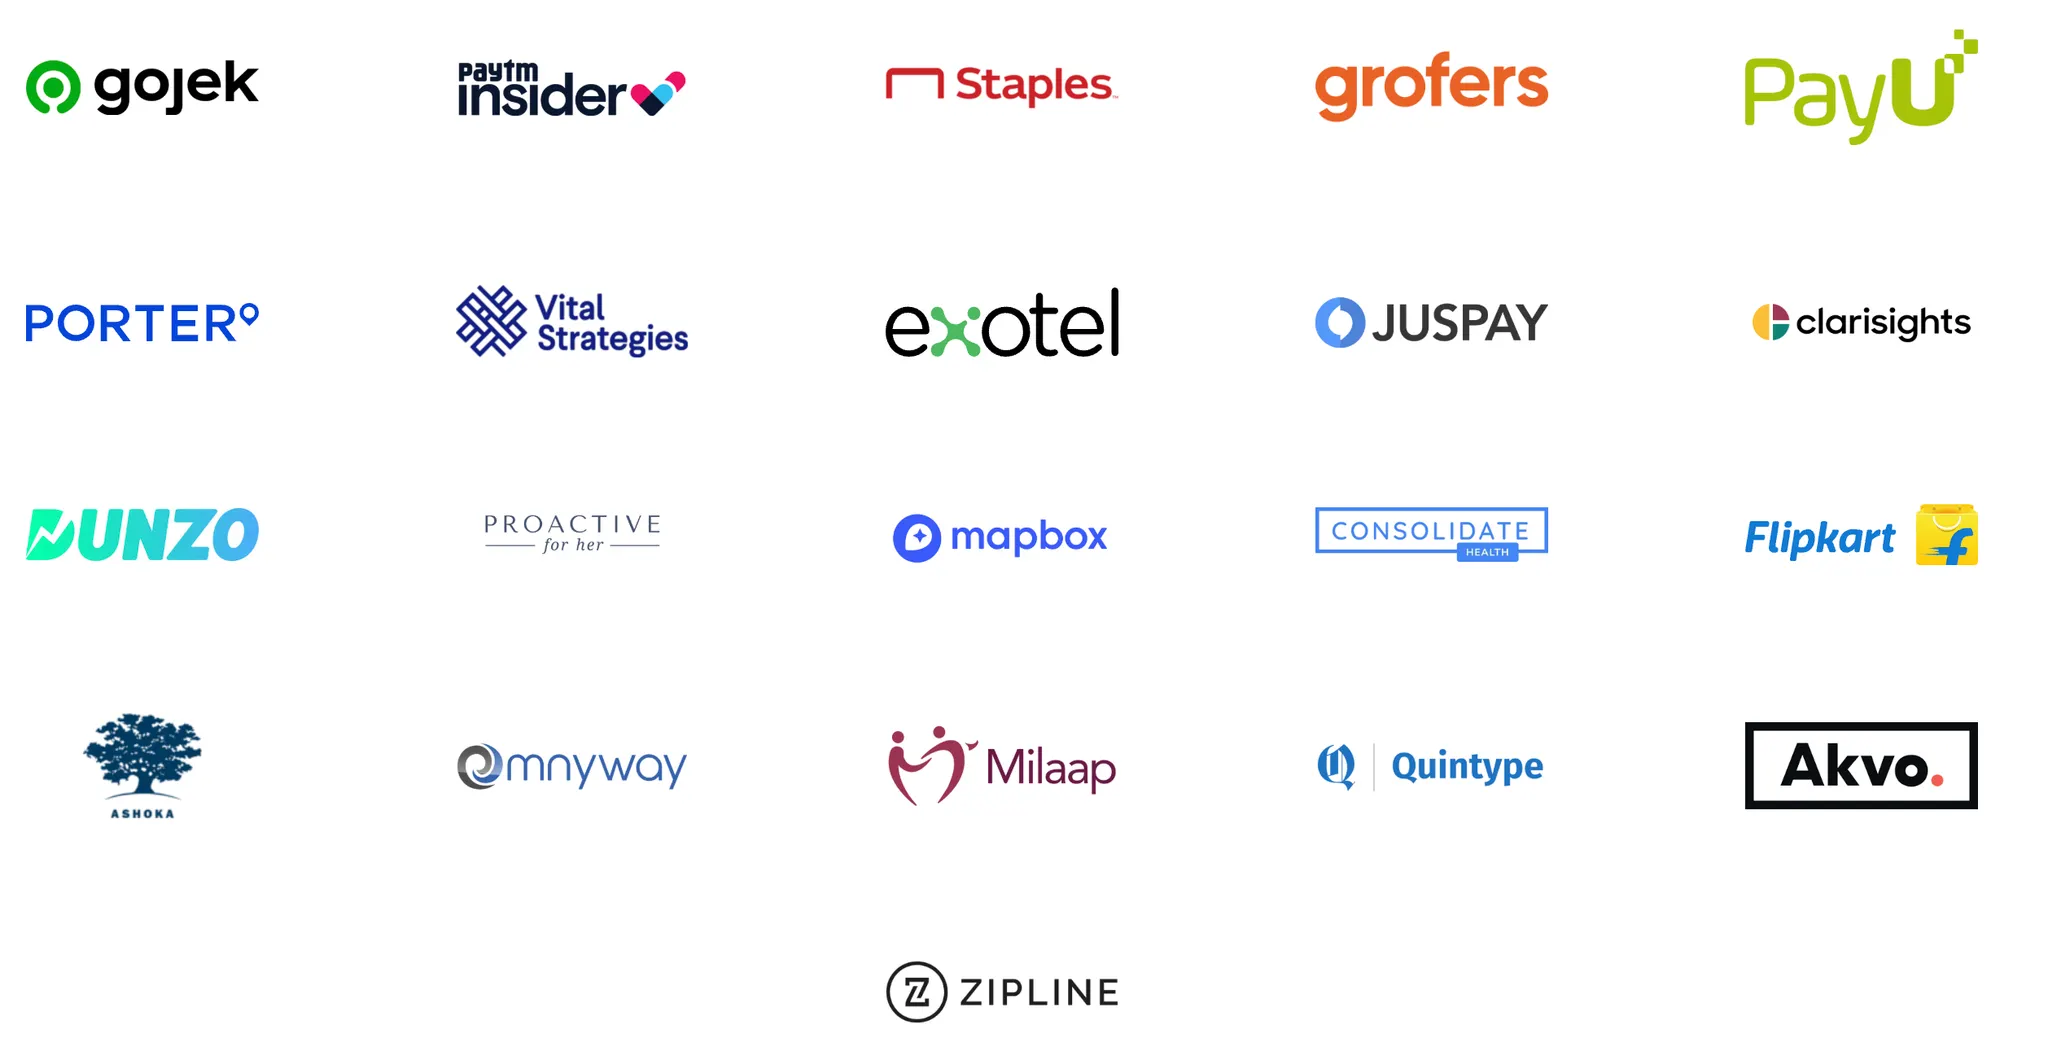 gojek
paytm
insider
Staples™
grofers
PayU
PORTER
Vital
Strategies
exotel
JUSPAY
clarisights
DUNZO
PROACTIVE
for her
mapbox
CONSOLIDATE
HEALTH
Flipkart
f
ASHOKA
Omnyway
Milaap
Q
Quintype
Akvo.
Z
ZIPLINE